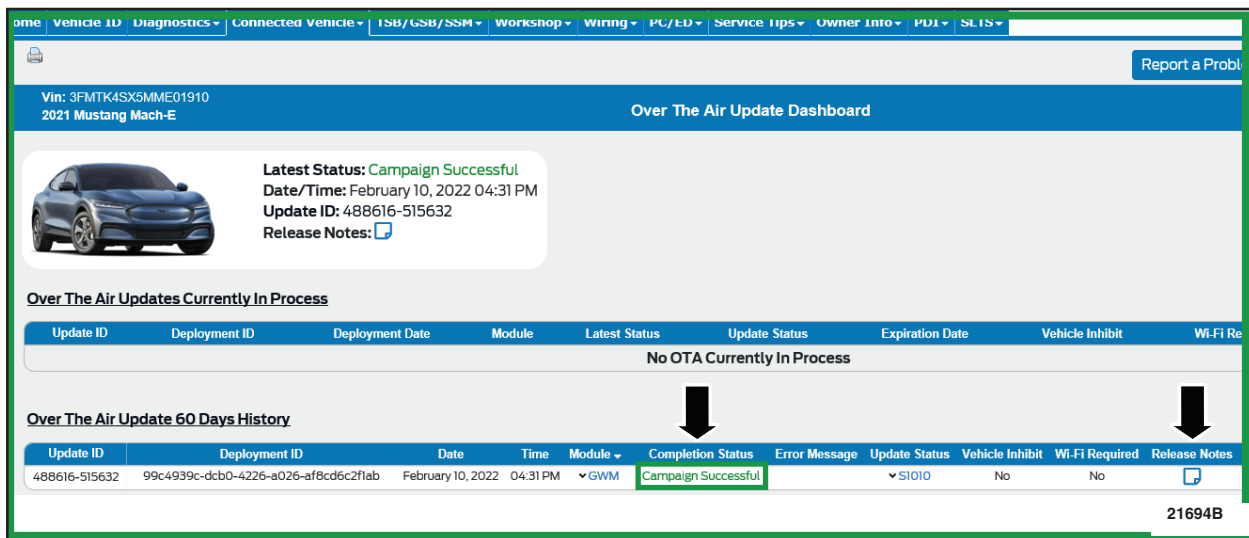 ome Vehicle ID Diagnostics Connected Vehicle TSB/GSB/SSM Workshop Wiring PC/ED Service Tips Owner Info PDI SLTS
Report a Proble
Vin: 3FMTK4SX5MME01910
2021 Mustang Mach-E
Over The Air Update Dashboard
Latest Status: Campaign Successful
Date/Time: February 10, 2022 04:31 PM
Update ID: 488616-515632
Release Notes:
Over The Air Updates Currently In Process
Update ID Deployment ID Deployment Date Module Latest Status Update Status Expiration Date Vehicle Inhibit Wi-Fi Re
No OTA Currently In Process
Over The Air Update 60 Days History
Update ID Deployment ID Date Time Module Completion Status Error Message Update Status Vehicle Inhibit Wi-Fi Required Release Notes
488616-515632 99c4939c-dcb0-4226-a026-af8cd6c2f1ab February 10, 2022 04:31 PM GWM Campaign Successful S1010 No No
21694B